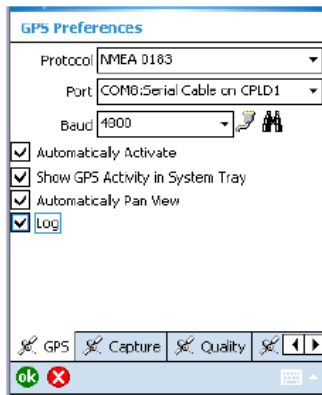 GPS Preferences
Protocol NMEA 0183
Port COM8:Serial Cable on CPLD1
Baud 4800
Automatically Activate
Show GPS Activity in System Tray
Automatically Pan View
Log
GPS Capture Quality
ok